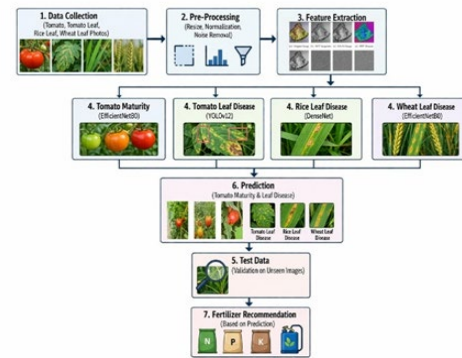 1. Data Collection
(Tomato, Tomato Leaf,
Rice Leaf, Wheat Leaf Photos)
2. Pre-Processing
(Resize, Normalization,
Noise Removal)
3. Feature Extraction
4. Tomato Maturity
(EfficientNetB0)
4. Tomato Leaf Disease
(YOLOv12)
4. Rice Leaf Disease
(DenseNet)
4. Wheat Leaf Disease
(EfficientNetB0)
6. Prediction
(Tomato Maturity & Leaf Disease)
Tomato Leaf
Disease
Rice Leaf
Disease
Wheat Leaf
Disease
5. Test Data
(Validation on Unseen Images)
7. Fertilizer Recommendation
(Based on Prediction)
N
P
K